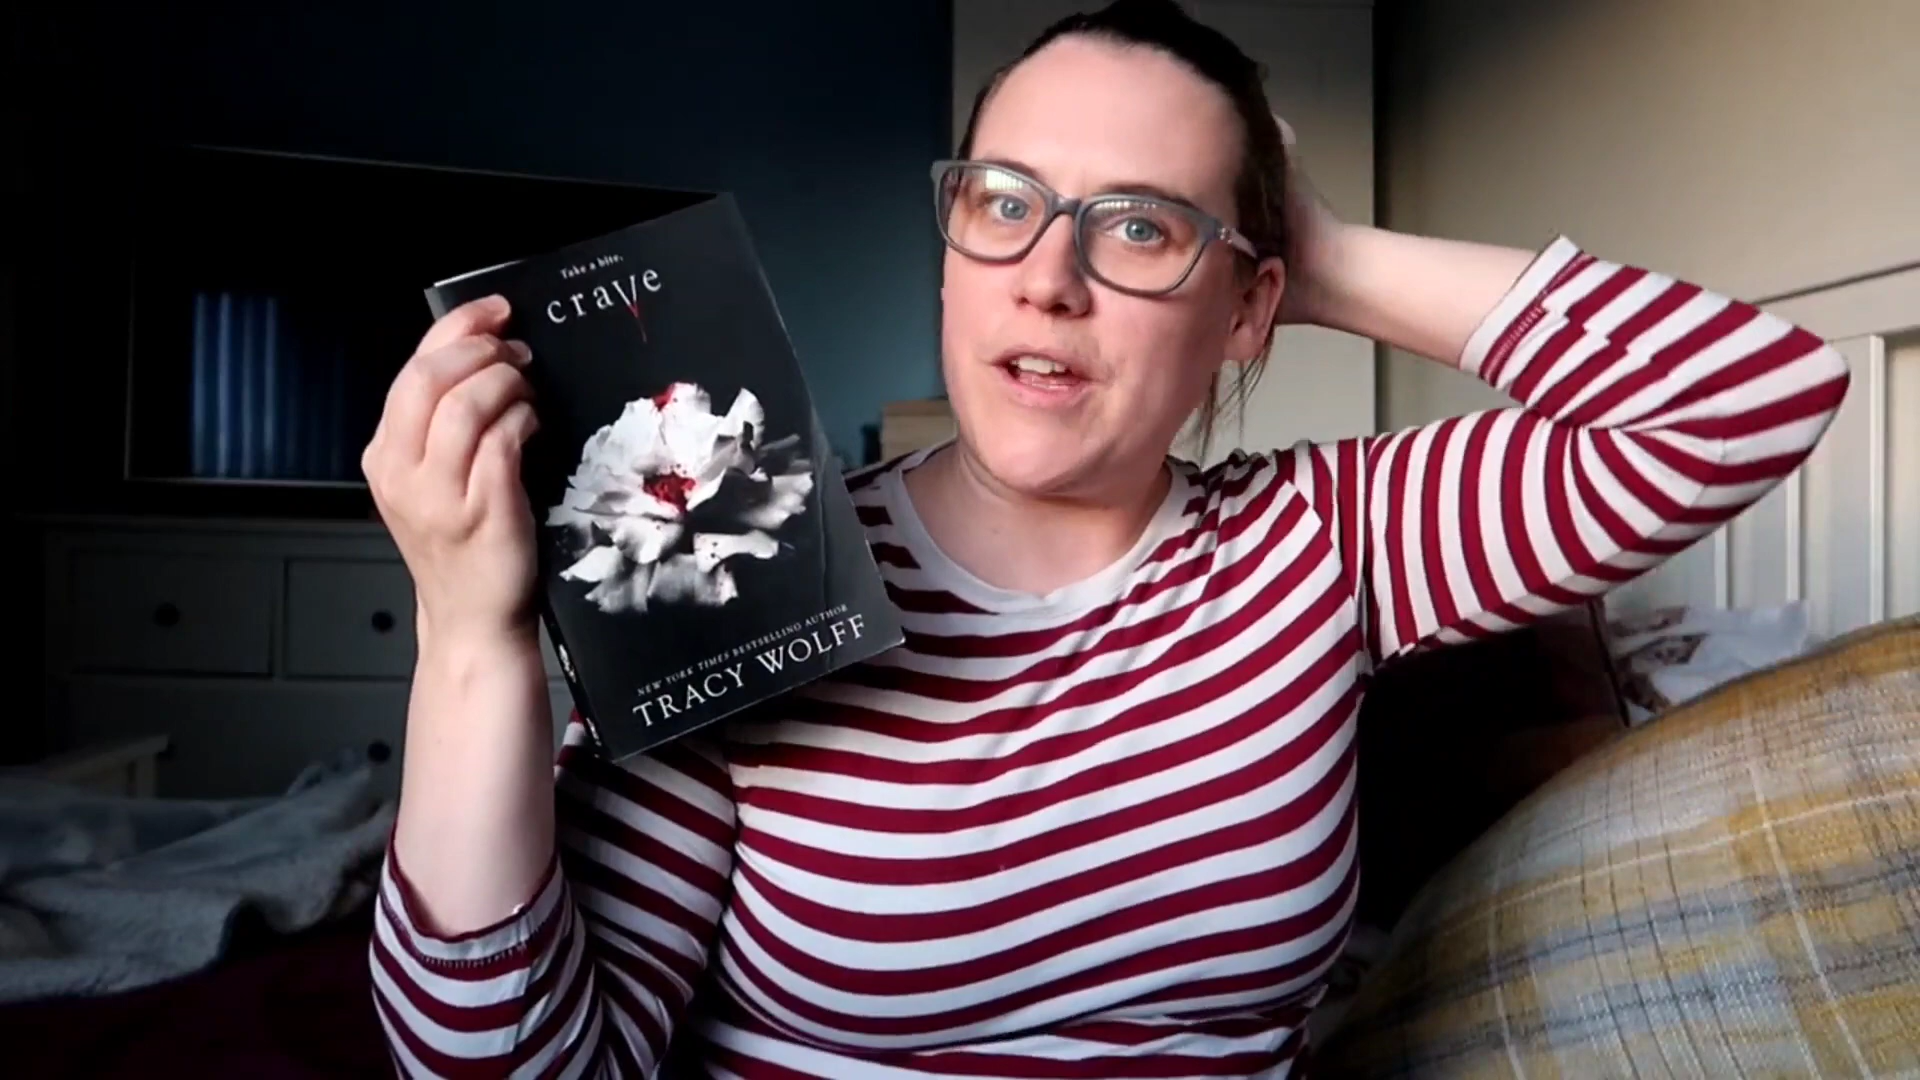 Take a bite.
crave
NEW YORK TIMES BESTSELLING AUTHOR
TRACY WOLFF